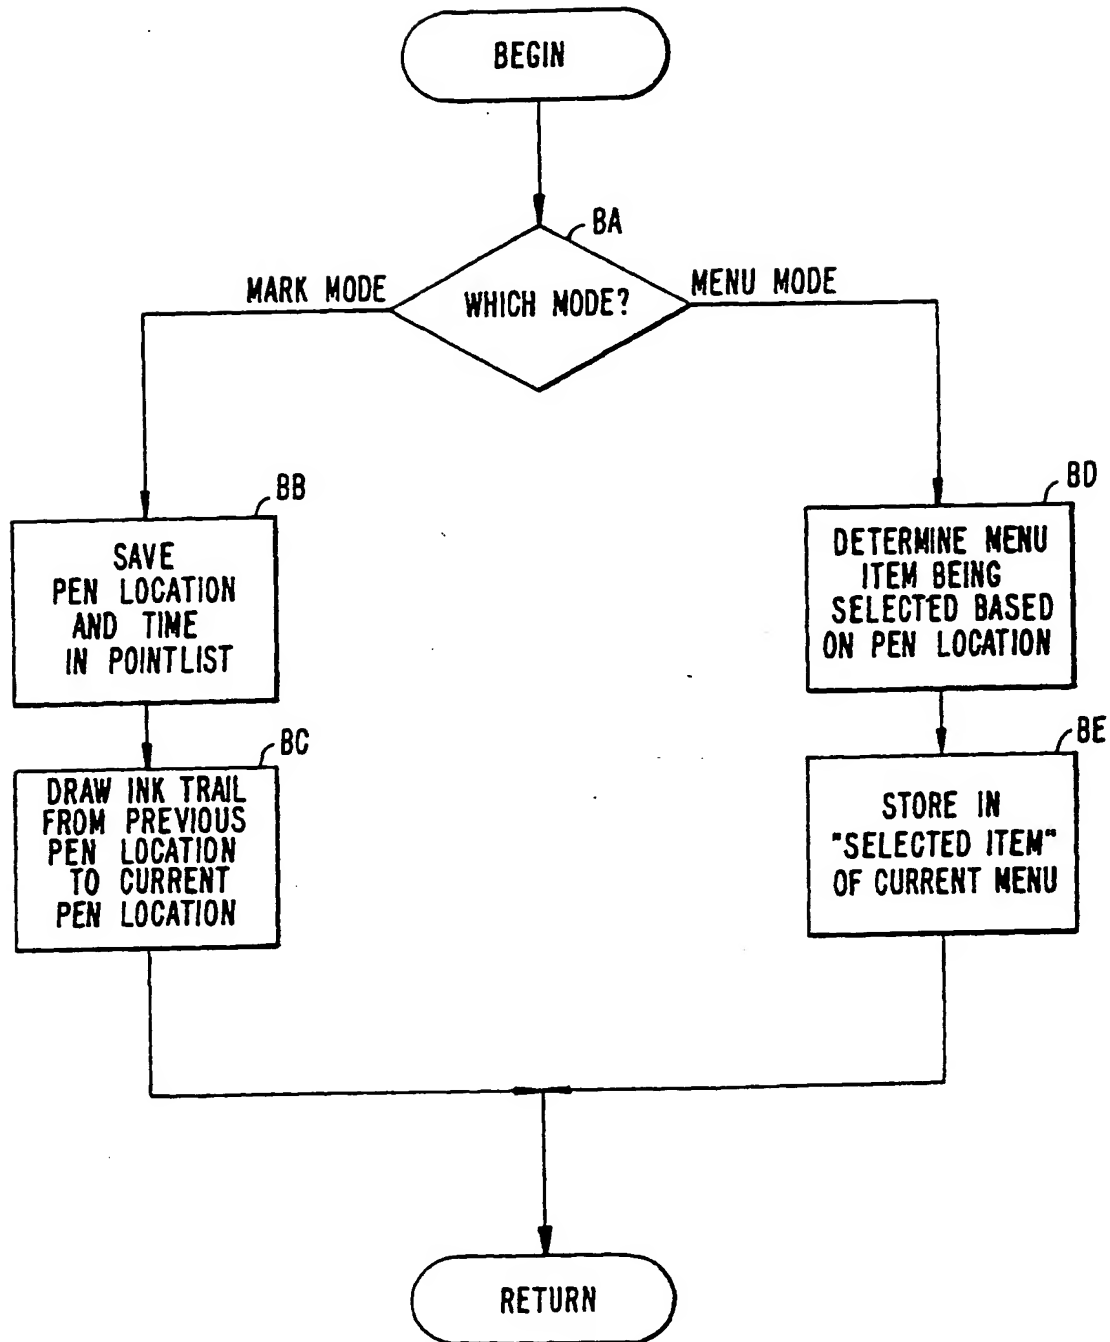 BEGIN
BA
MARK MODE
WHICH MODE?
MENU MODE
BB
SAVE
PEN LOCATION
AND TIME
IN POINTLIST
BC
DRAW INK TRAIL
FROM PREVIOUS
PEN LOCATION
TO CURRENT
PEN LOCATION
BD
DETERMINE MENU
ITEM BEING
SELECTED BASED
ON PEN LOCATION
BE
STORE IN
"SELECTED ITEM"
OF CURRENT MENU
RETURN